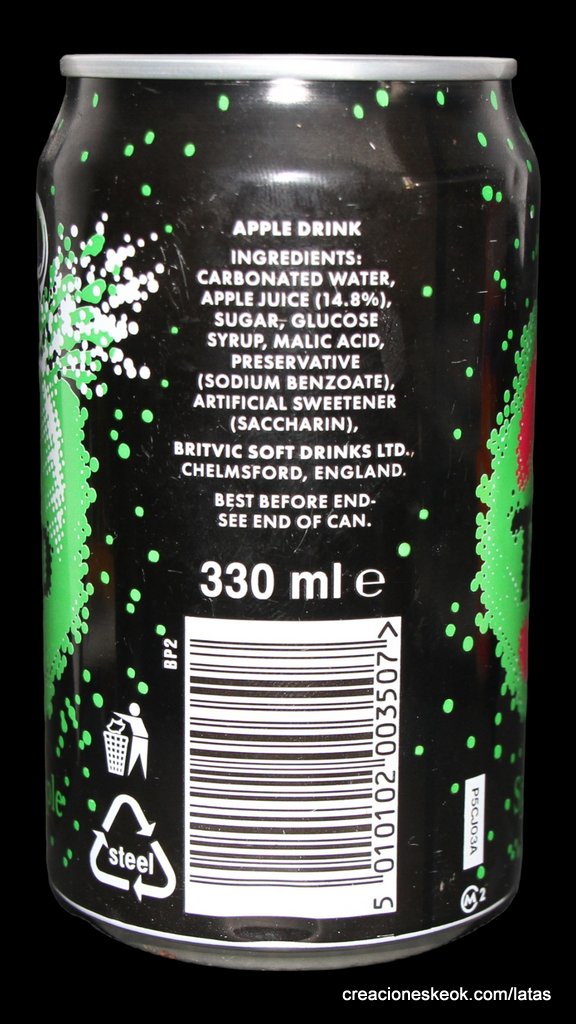 APPLE DRINK
INGREDIENTS:
CARBONATED WATER,
APPLE JUICE (14.8%),
SUGAR, GLUCOSE
SYRUP, MALIC ACID,
PRESERVATIVE
(SODIUM BENZOATE),
ARTIFICIAL SWEETENER
(SACCHARIN),
BRITVIC SOFT DRINKS LTD.,
CHELMSFORD, ENGLAND.
BEST BEFORE END-
SEE END OF CAN.
330 ml e
BP2
5 010102 003507 >
steel
P5CJ03A
M 2
creacioneskeok.com/latas